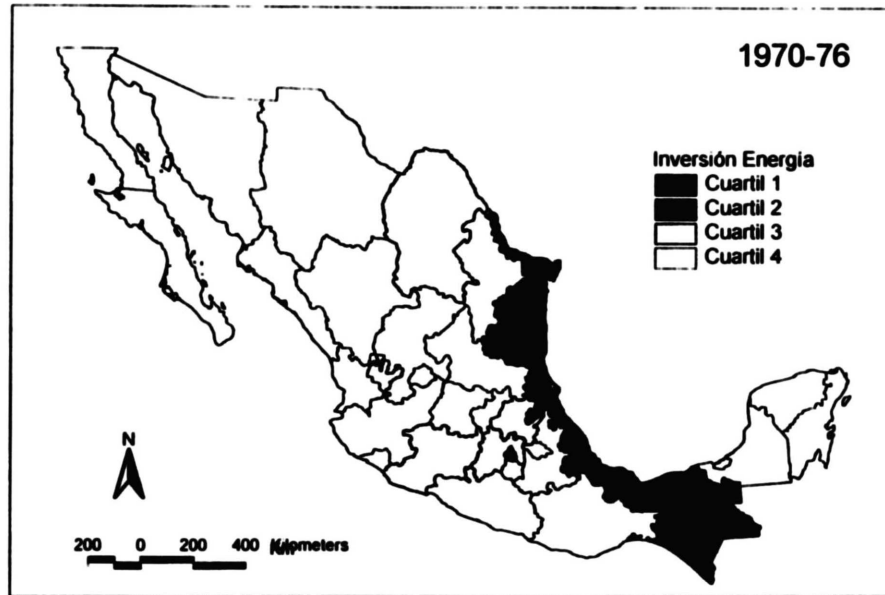 1970-76
Inversión Energía
Cuartil 1
Cuartil 2
Cuartil 3
Cuartil 4
N
200 0 200 400 Kilometers